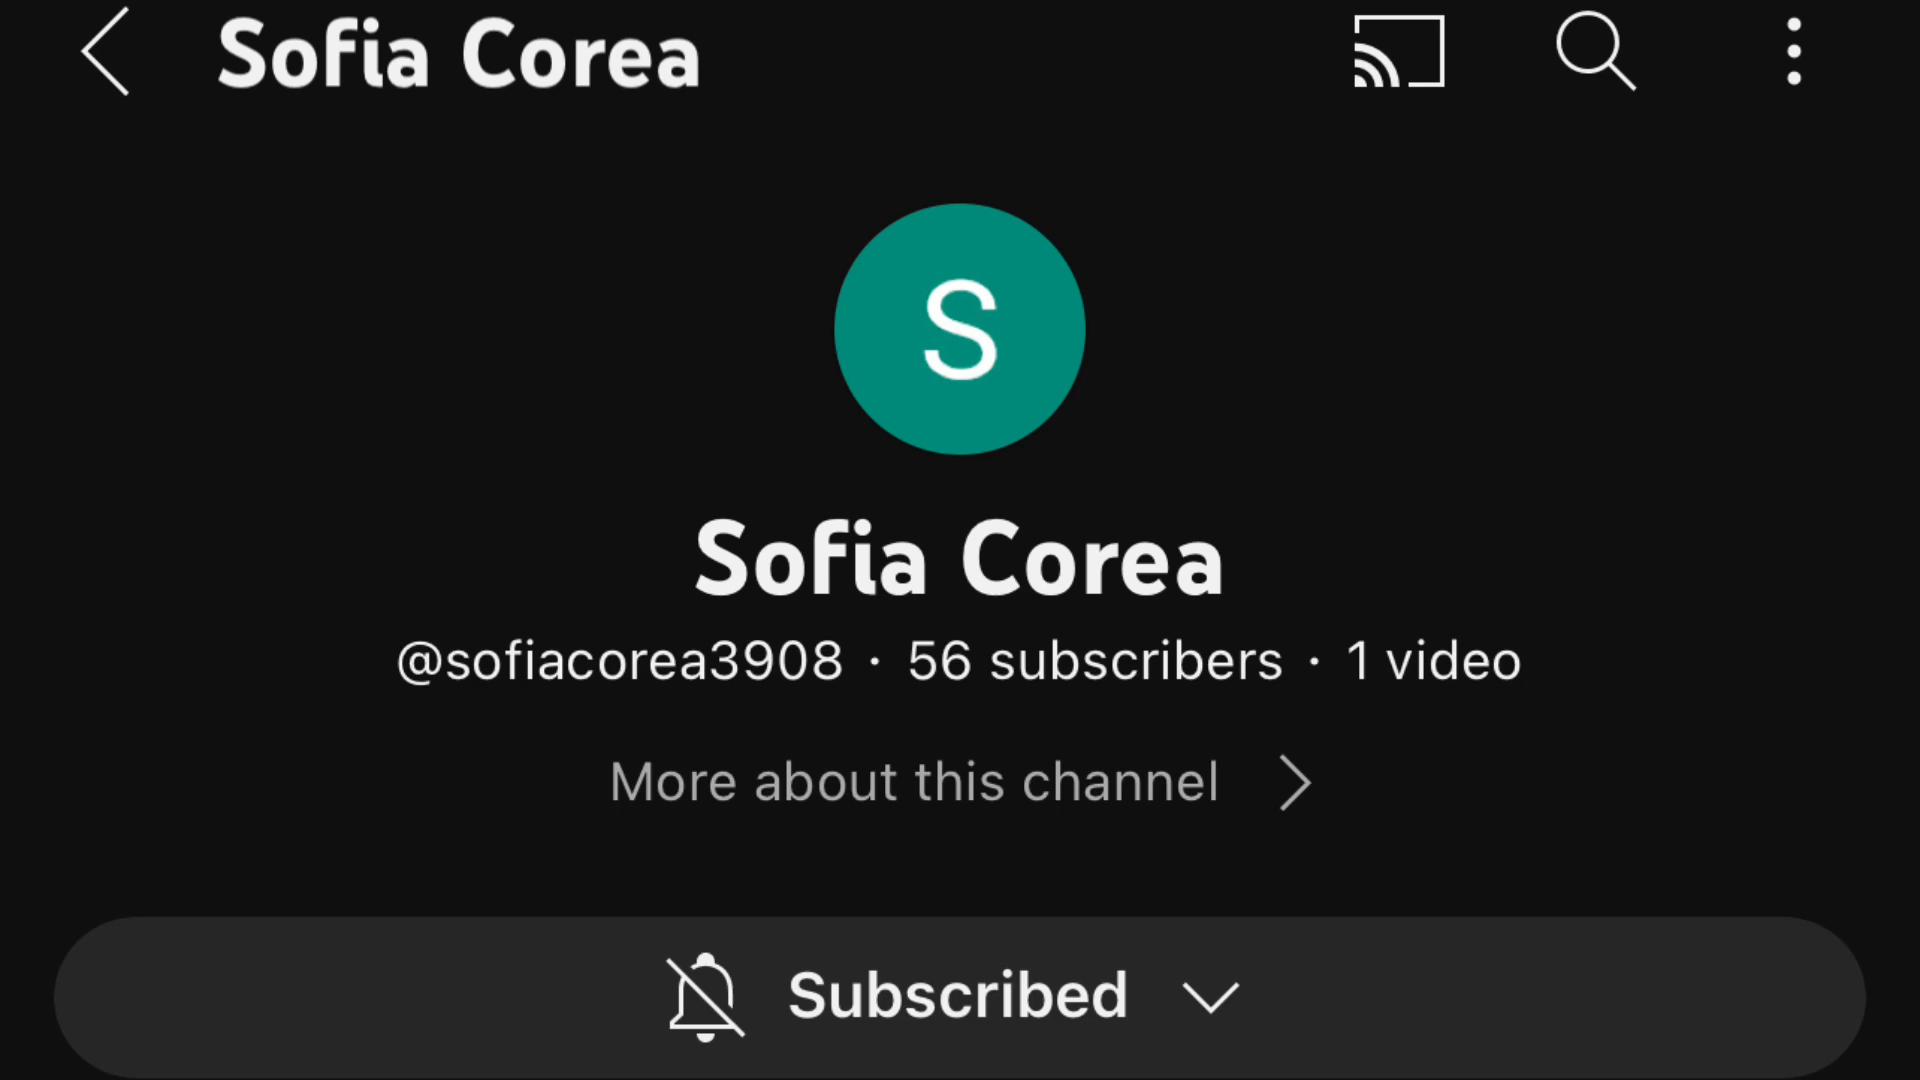 Sofia Corea
S
Sofia Corea
@sofiacorea3908 · 56 subscribers · 1 video
More about this channel
Subscribed